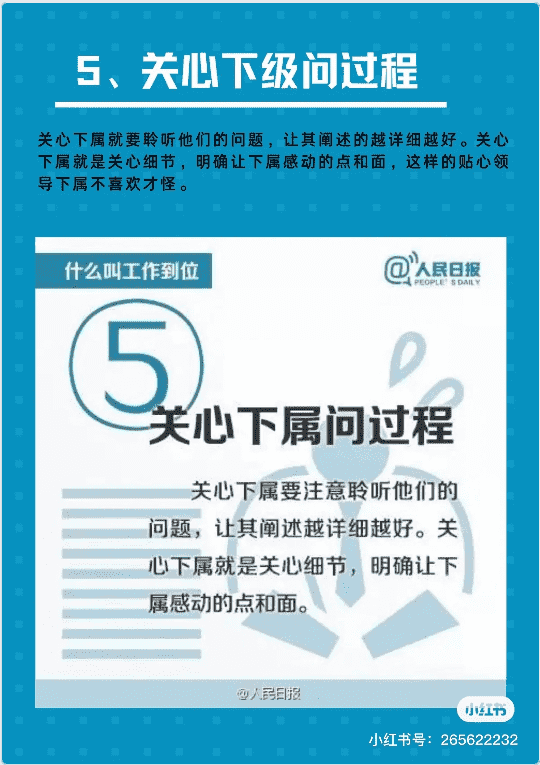 5、关心下级问过程
关心下属就要聆听他们的问题，让其阐述的越详细越好。关心
下属就是关心细节，明确让下属感动的点和面，这样的贴心领
导下属不喜欢才怪。
什么叫工作到位
@人民日报
PEOPLE'S DAILY
5
关心下属问过程
关心下属要注意聆听他们的
问题，让其阐述越详细越好。关
心下属就是关心细节，明确让下
属感动的点和面。
@人民日报
小红书
小红书号：265622232